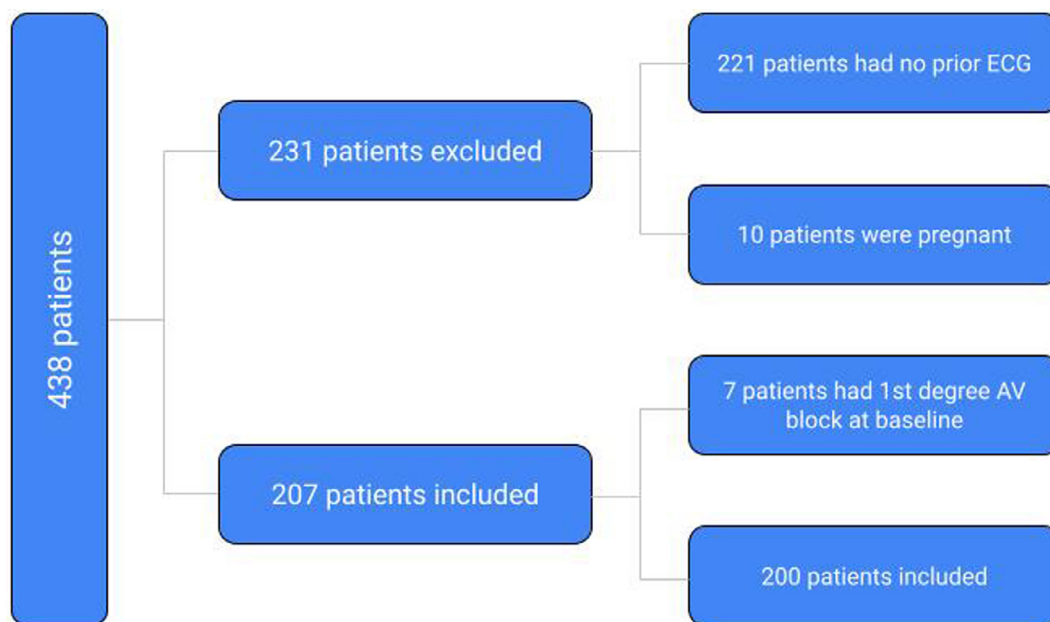 438 patients
231 patients excluded
221 patients had no prior ECG
10 patients were pregnant
207 patients included
7 patients had 1st degree AV
block at baseline
200 patients included